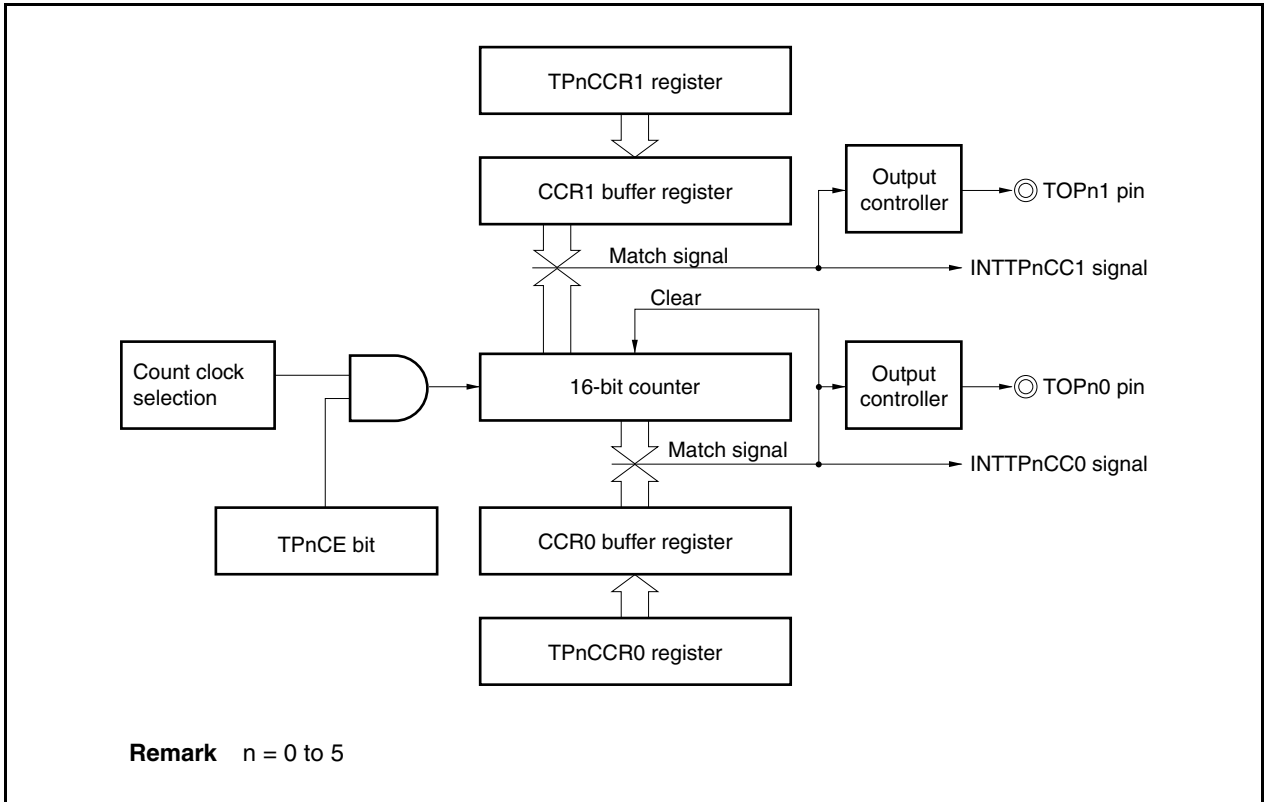 TPnCCR1 register
CCR1 buffer register
Output
controller
TOPn1 pin
Match signal
INTTPnCC1 signal
Clear
Count clock
selection
16-bit counter
Output
controller
TOPn0 pin
Match signal
INTTPnCC0 signal
TPnCE bit
CCR0 buffer register
TPnCCR0 register
Remark n = 0 to 5